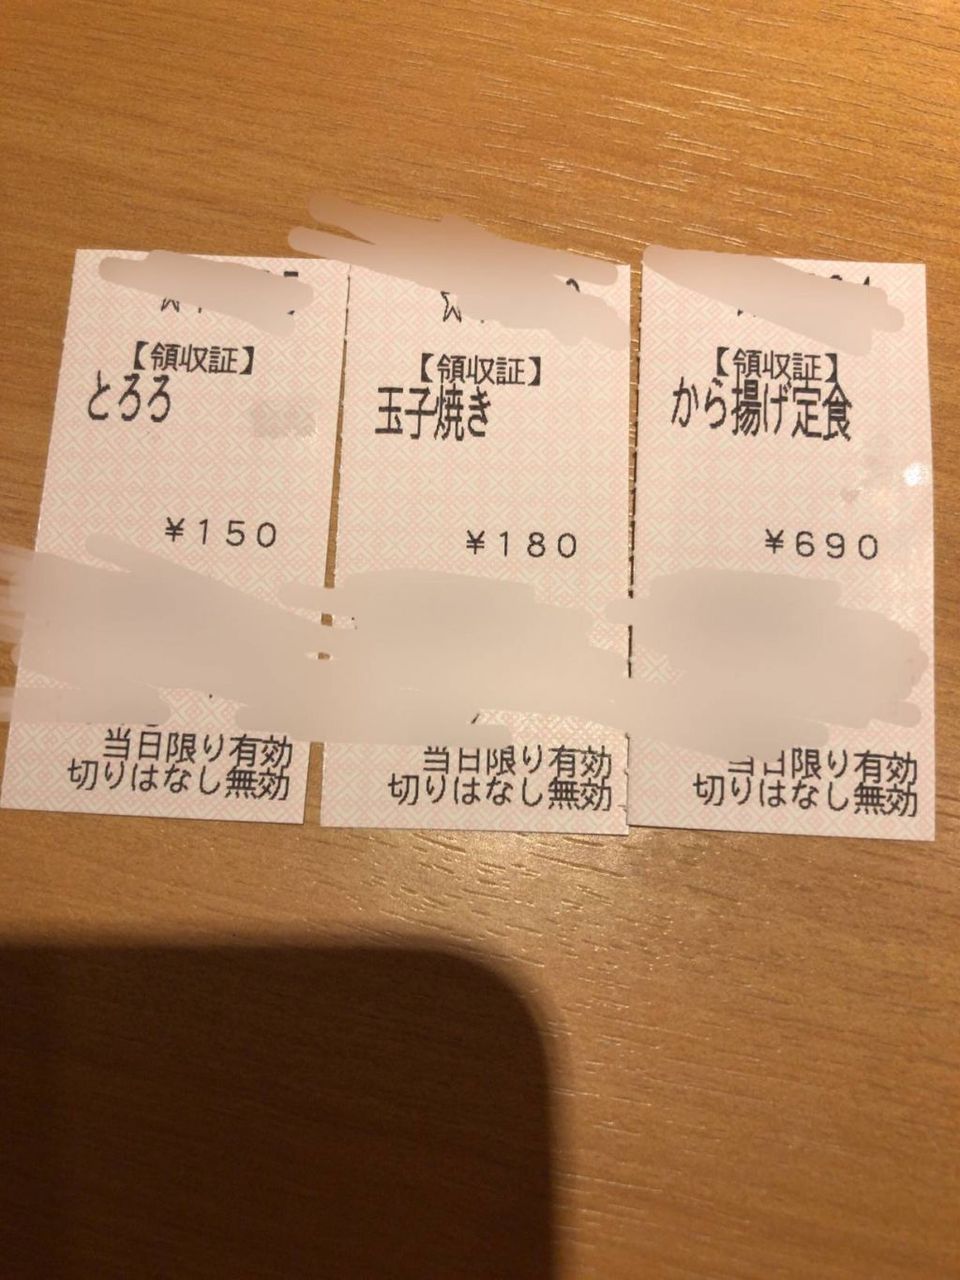 【領収証】
とろろ
¥150
当日限り有効
切りはなし無効
【領収証】
玉子焼き
¥180
当日限り有効
切りはなし無効
【領収証】
から揚げ定食
¥690
当日限り有効
切りはなし無効